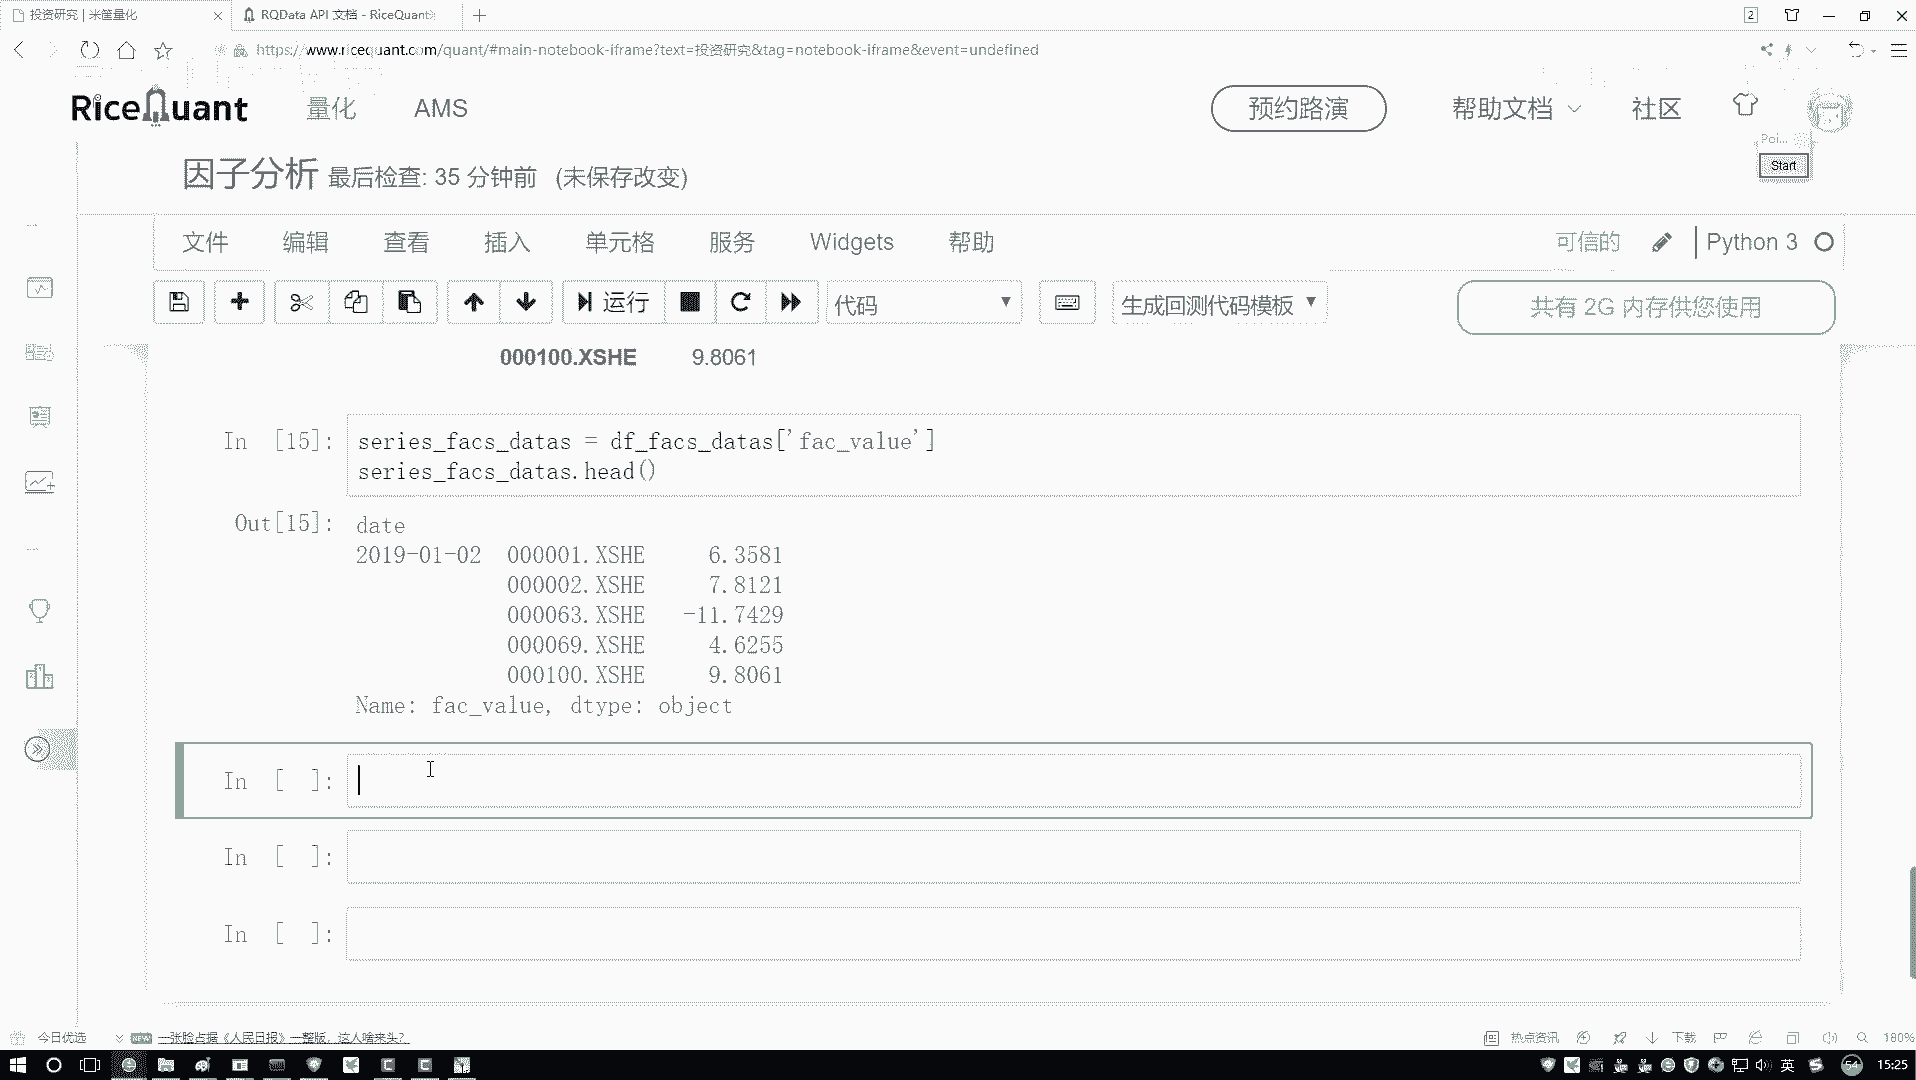 投资研究 | 米筐量化
RQData API 文档 - RiceQuant
2
https://www.ricequant.com/quant/#main-notebook-iframe?text=投资研究&tag=notebook-iframe&event=undefined
RiceQuant
量化
AMS
预约路演
帮助文档
社区
Poi...
Start
因子分析 最后检查: 35 分钟前 (未保存改变)
文件 编辑 查看 插入 单元格 服务 Widgets 帮助
可信的
Python 3
运行
代码
生成回测代码模板
共有 2G 内存供您使用
000100.XSHE 9.8061
In [15]:
series_facs_datas = df_facs_datas['fac_value']
series_facs_datas.head()
Out[15]:
date
2019-01-02 000001.XSHE 6.3581
000002.XSHE 7.8121
000063.XSHE -11.7429
000069.XSHE 4.6255
000100.XSHE 9.8061
Name: fac_value, dtype: object
In [ ]:
In [ ]:
In [ ]:
今日优选
NEW 一张脸占据《人民日报》一整版，这人啥来头？
热点资讯
下载
180%
英
54
15:25